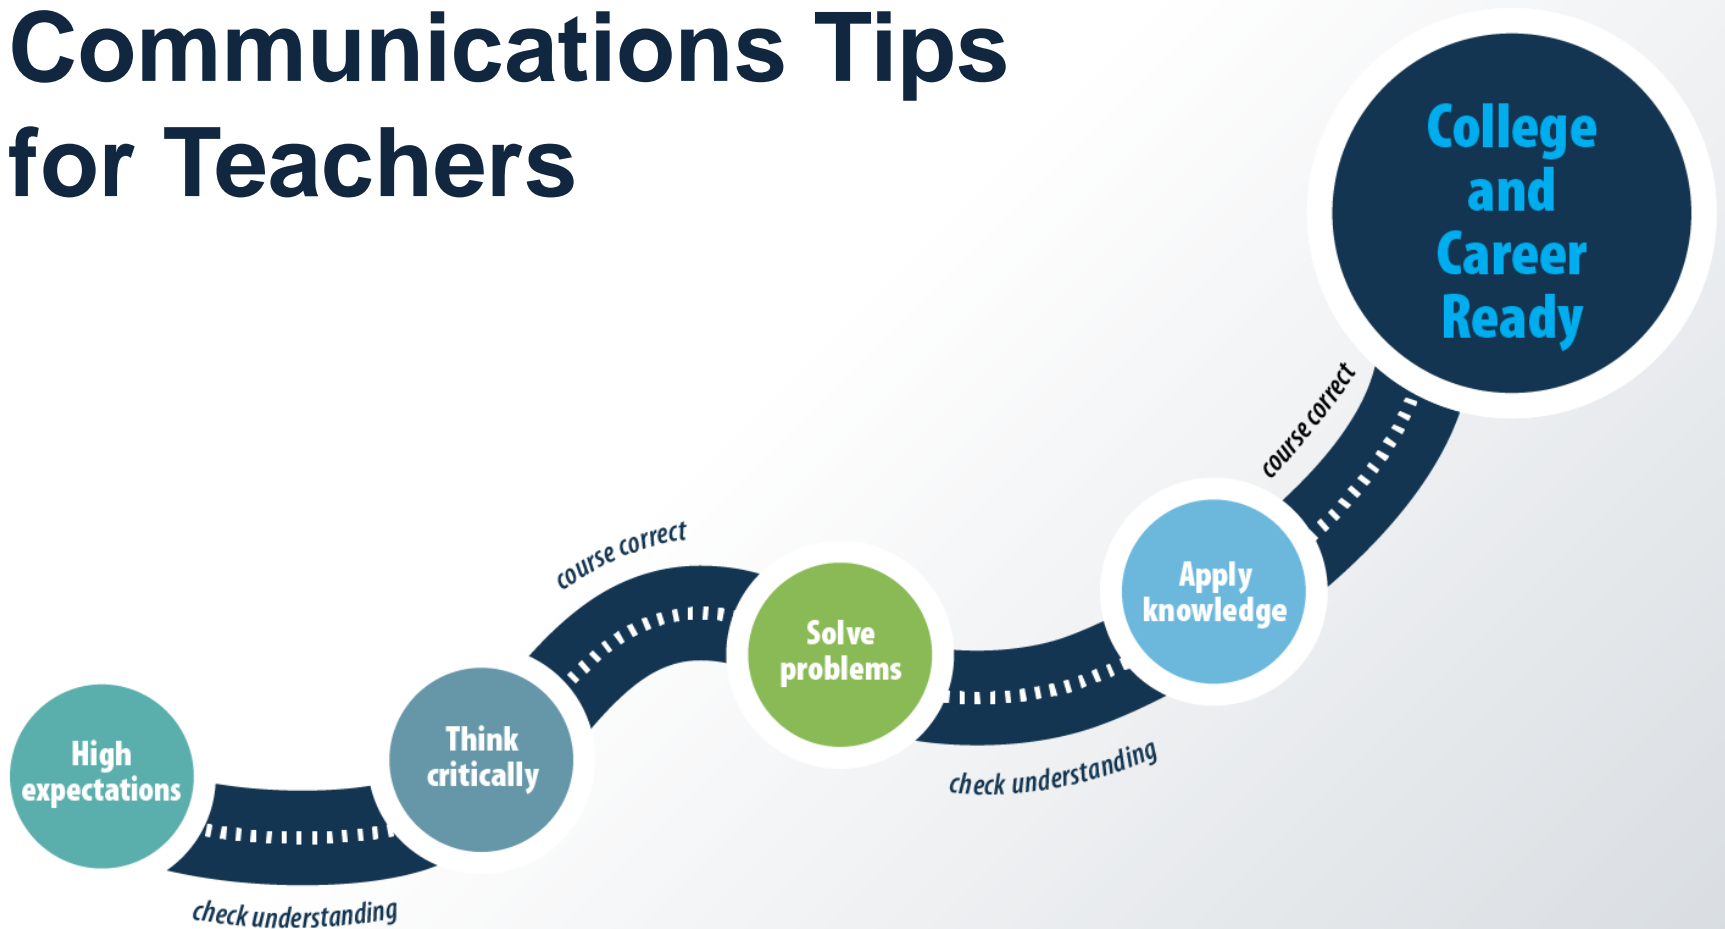 Communications Tips
for Teachers
College
and
Career
Ready
course correct
course correct
Apply
knowledge
Solve
problems
check understanding
Think
critically
High
expectations
check understanding